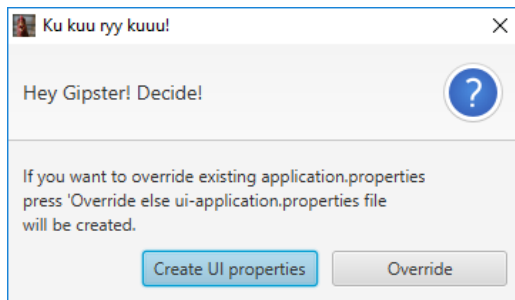 Ku kuu ryy kuuu!
Hey Gipster! Decide!
?
If you want to override existing application.properties
press 'Override else ui-application.properties file
will be created.
Create UI properties Override